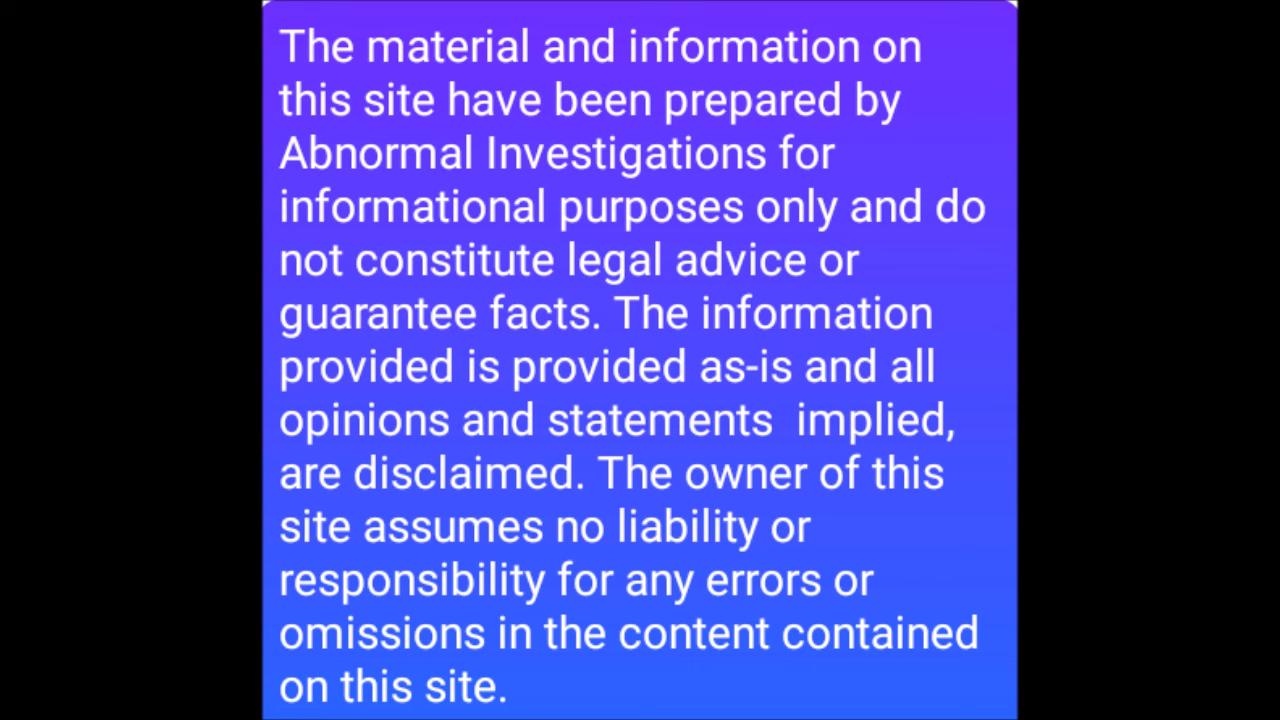 The material and information on
this site have been prepared by
Abnormal Investigations for
informational purposes only and do
not constitute legal advice or
guarantee facts. The information
provided is provided as-is and all
opinions and statements  implied,
are disclaimed. The owner of this
site assumes no liability or
responsibility for any errors or
omissions in the content contained
on this site.